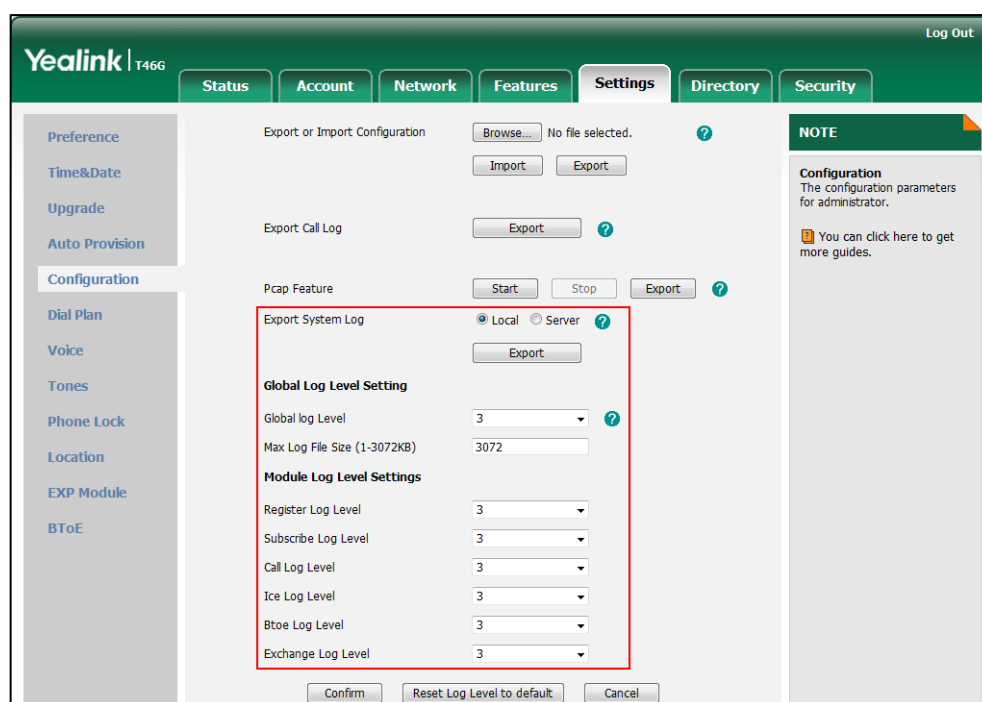 Log Out
Yealink | T46G
Status Account Network Features Settings Directory Security
Preference
Time&Date
Upgrade
Auto Provision
Configuration
Dial Plan
Voice
Tones
Phone Lock
Location
EXP Module
BToE
Export or Import Configuration Browse... No file selected. ?
Import Export
Export Call Log Export ?
Pcap Feature Start Stop Export ?
Export System Log Local Server ?
Export
Global Log Level Setting
Global log Level 3 ?
Max Log File Size (1-3072KB) 3072
Module Log Level Settings
Register Log Level 3
Subscribe Log Level 3
Call Log Level 3
Ice Log Level 3
Btoe Log Level 3
Exchange Log Level 3
Confirm Reset Log Level to default Cancel
NOTE
Configuration
The configuration parameters
for administrator.
? You can click here to get
more guides.